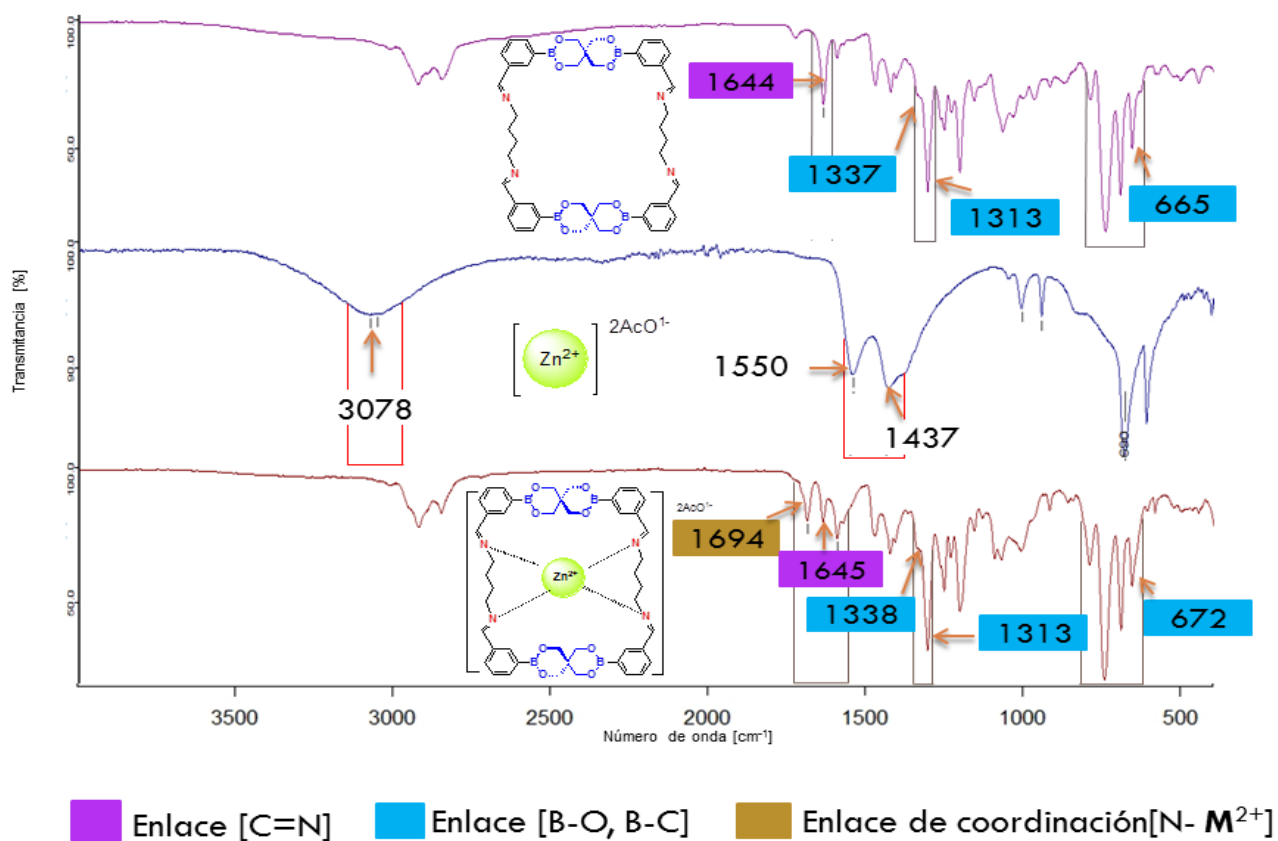 100.0
50.0
1644
1337
1313
665
B O O O O B
N N
N N
B O O O O B
100.0
90.0
Transmitancia [%]
3078
[Zn2+] 2AcO1-
1550
1437
690
100.0
50.0
B O O O O B
N N
Zn2+
N N
B O O O O B
2AcO1-
1694
1645
1338
1313
672
3500 3000 2500 2000 1500 1000 500
Número de onda [cm-1]
Enlace [C=N] Enlace [B-O, B-C] Enlace de coordinación[N- M2+]